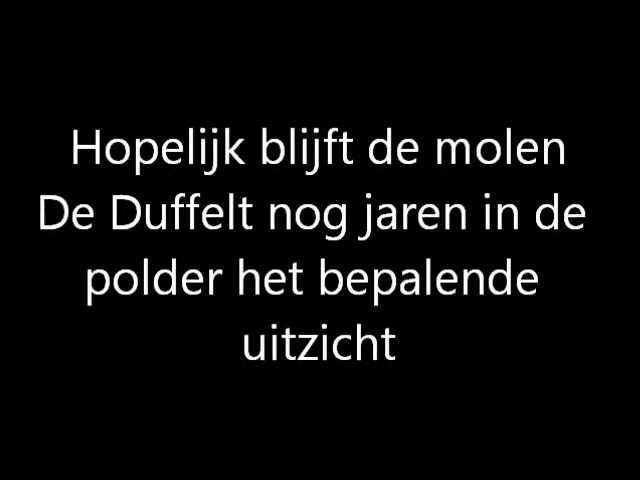 Hopelijk blijft de molen
De Duffelt nog jaren in de
polder het bepalende
uitzicht